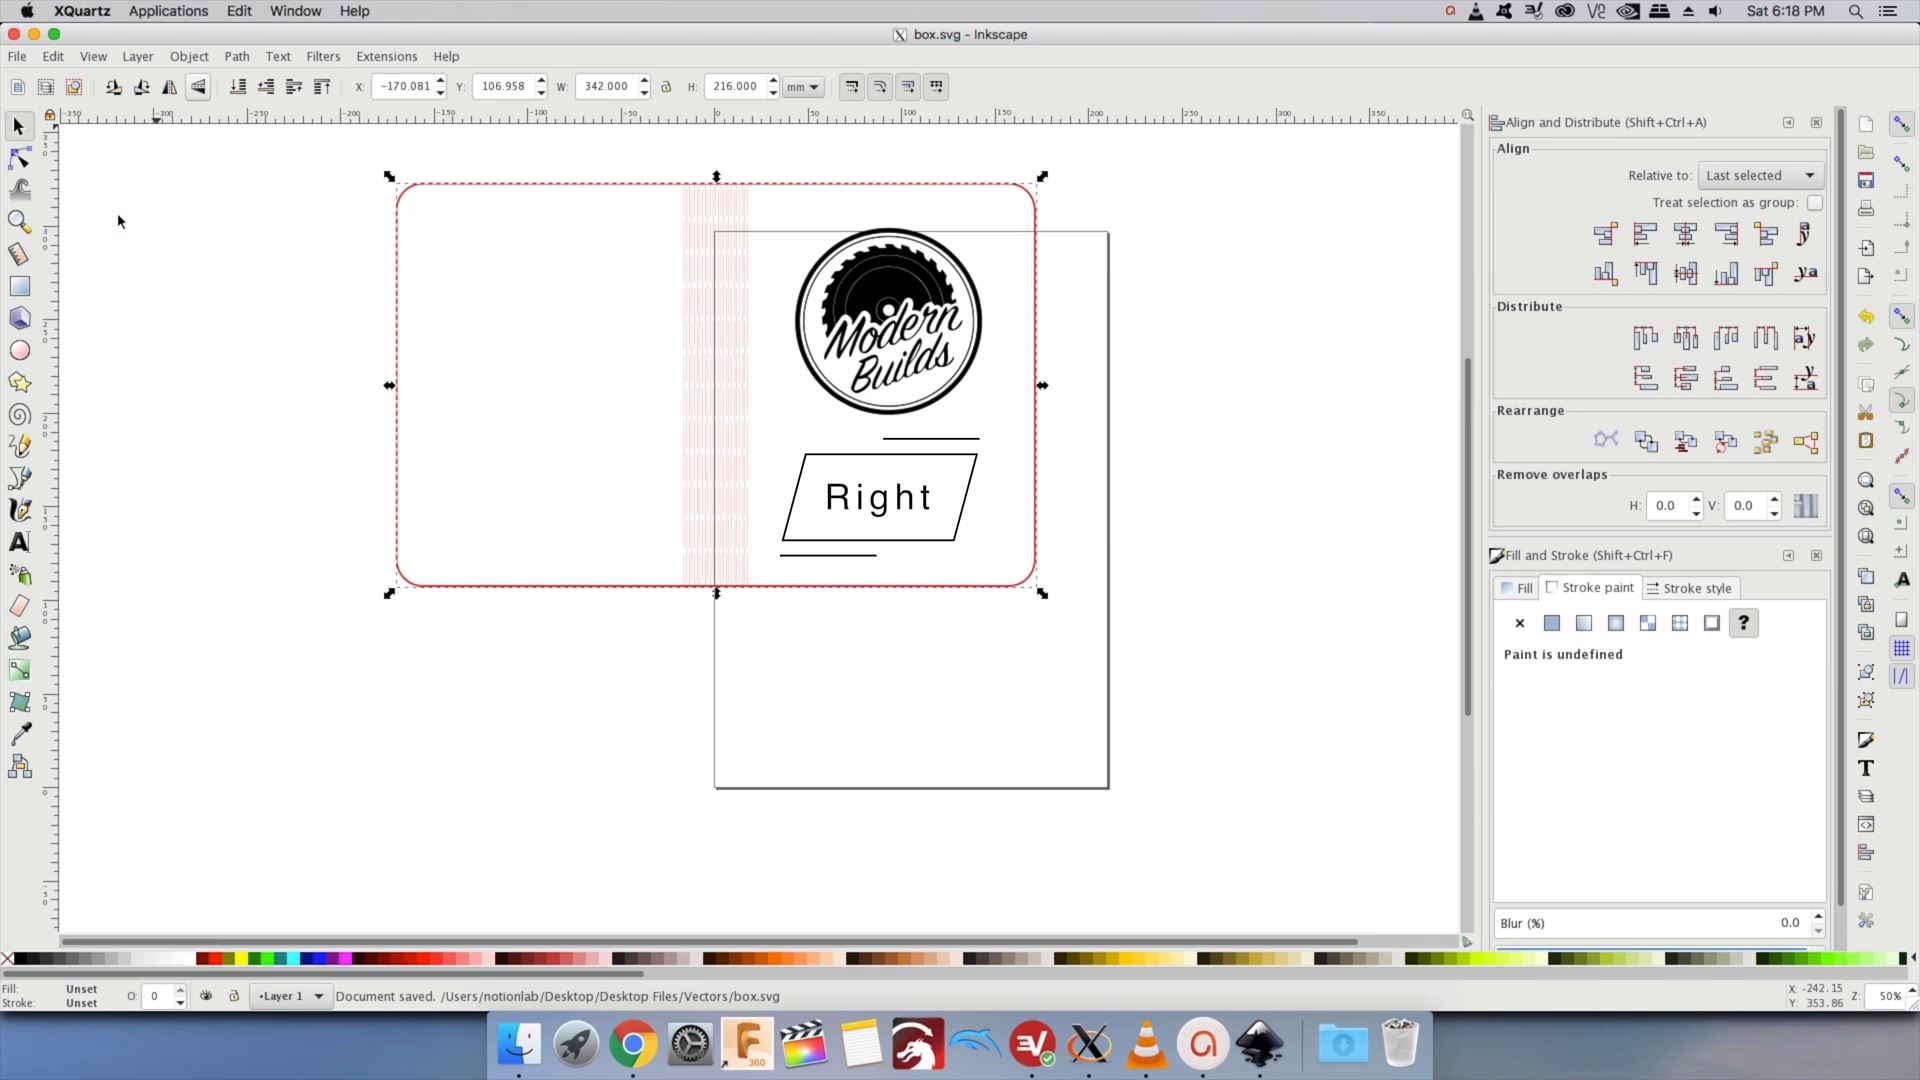 XQuartz Applications Edit Window Help
Sat 6:18 PM
box.svg - Inkscape
File Edit View Layer Object Path Text Filters Extensions Help
X: -170.081 Y: 106.958 W: 342.000 H: 216.000 mm
Align and Distribute (Shift+Ctrl+A)
Align
Relative to: Last selected
Treat selection as group:
Distribute
Rearrange
Remove overlaps
H: 0.0 V: 0.0
Fill and Stroke (Shift+Ctrl+F)
Fill Stroke paint Stroke style
?
Paint is undefined
Blur (%) 0.0
Modern
Builds
Right
Fill: Unset
Stroke: Unset
O: 0
•Layer 1
Document saved. /Users/notionlab/Desktop/Desktop Files/Vectors/box.svg
X: -242.15
Y: 353.86
Z: 50%
360